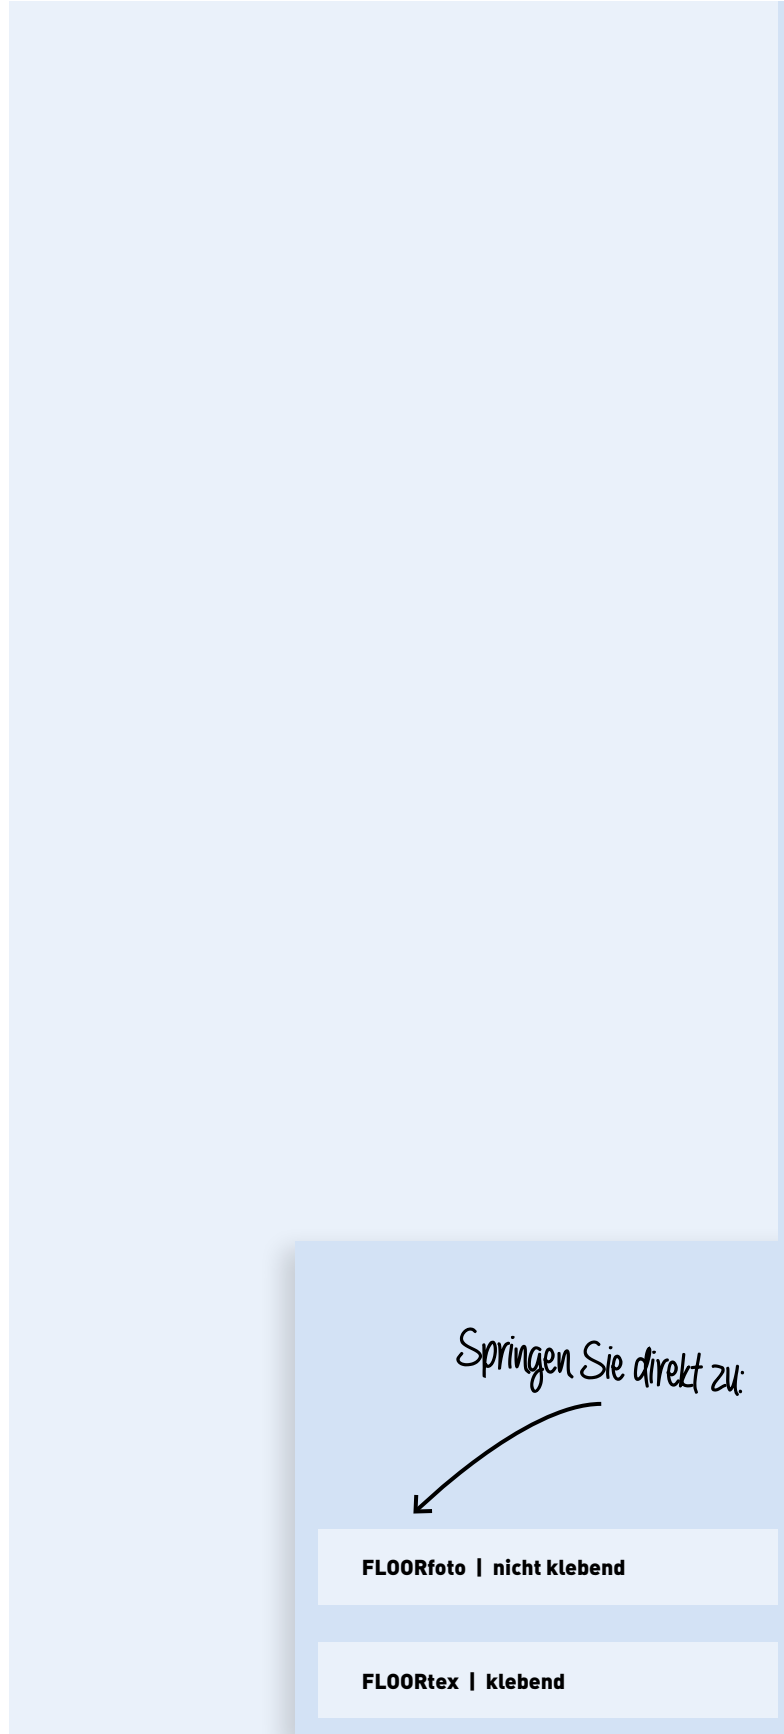 Springen Sie direkt zu:
FLOORfoto | nicht klebend
FLOORtex | klebend